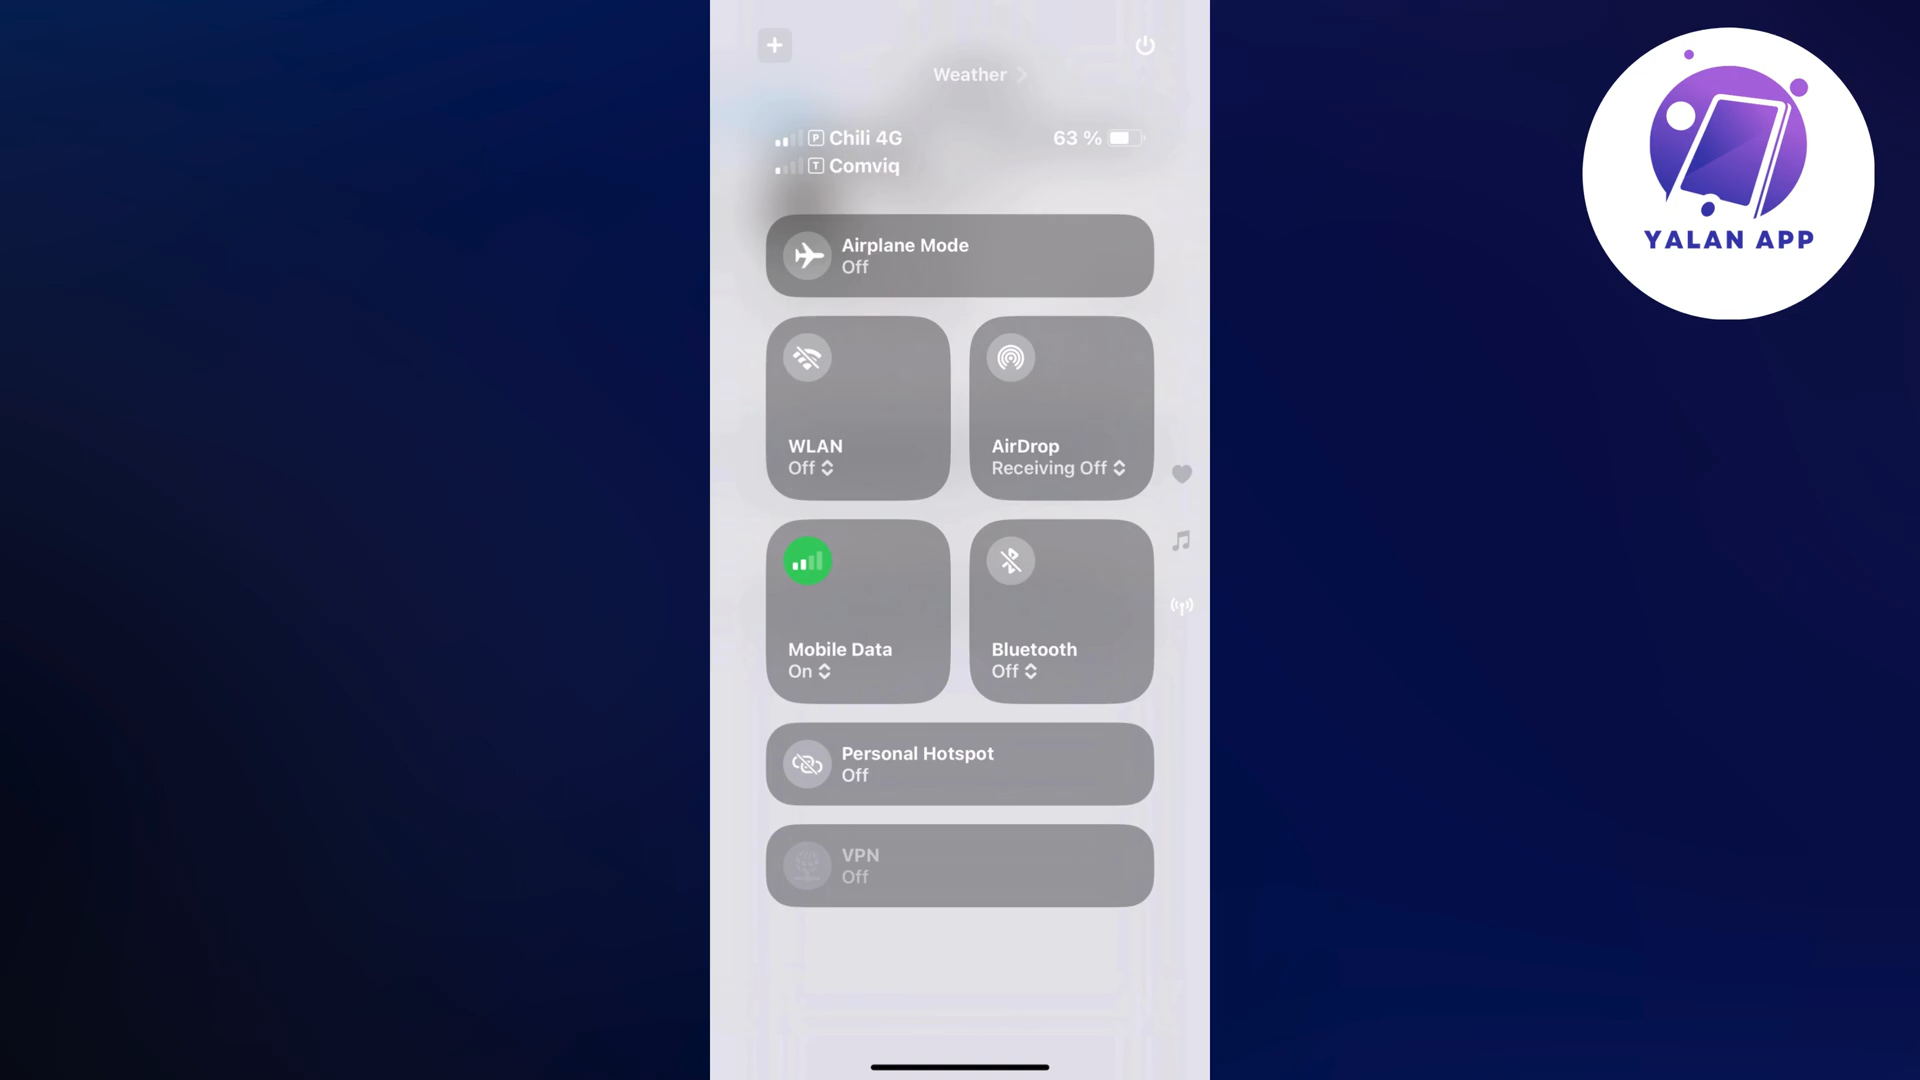 Weather
P Chili 4G
63 %
T Comviq
Airplane Mode
Off
WLAN
Off
AirDrop
Receiving Off
Mobile Data
On
Bluetooth
Off
Personal Hotspot
Off
VPN
Off
YALAN APP